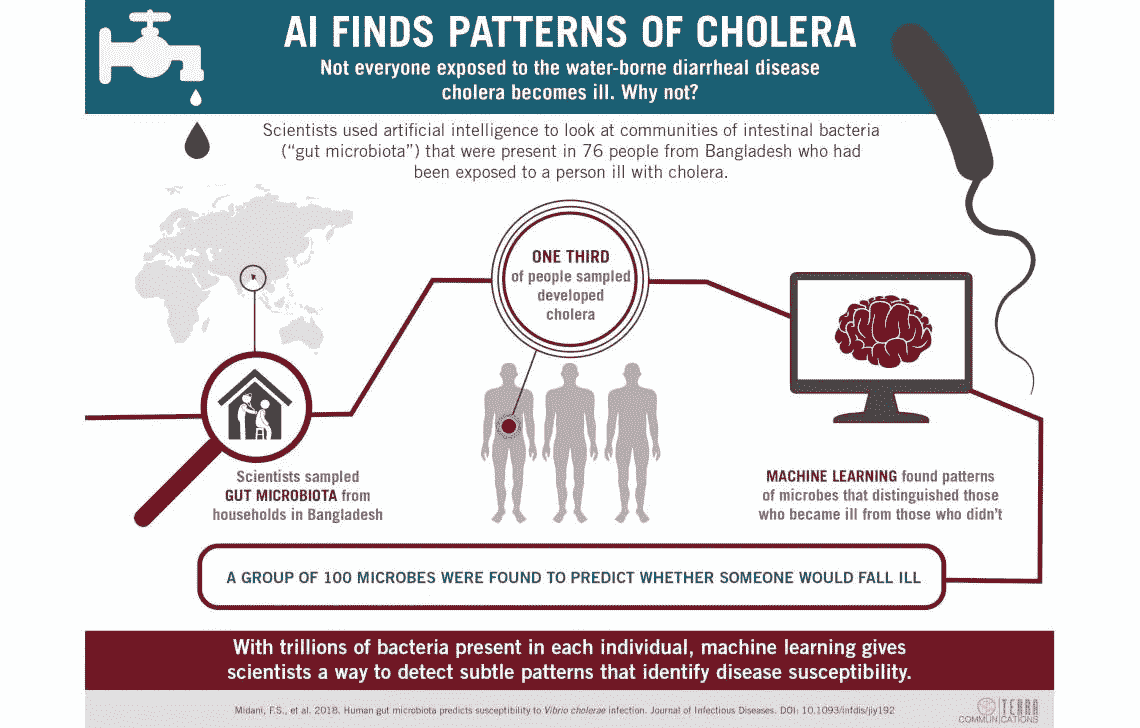 AI FINDS PATTERNS OF CHOLERA
Not everyone exposed to the water-borne diarrheal disease
cholera becomes ill. Why not?
Scientists used artificial intelligence to look at communities of intestinal bacteria
(“gut microbiota”) that were present in 76 people from Bangladesh who had
been exposed to a person ill with cholera.
ONE THIRD
of people sampled
developed
cholera
Scientists sampled
GUT MICROBIOTA from
households in Bangladesh
MACHINE LEARNING found patterns
of microbes that distinguished those
who became ill from those who didn’t
A GROUP OF 100 MICROBES WERE FOUND TO PREDICT WHETHER SOMEONE WOULD FALL ILL
With trillions of bacteria present in each individual, machine learning gives
scientists a way to detect subtle patterns that identify disease susceptibility.
Midani, F.S., et al. 2018. Human gut microbiota predicts susceptibility to Vibrio cholerae infection. Journal of Infectious Diseases. DOI: 10.1093/infdis/jiy192
TERRA
COMMUNICATIONS